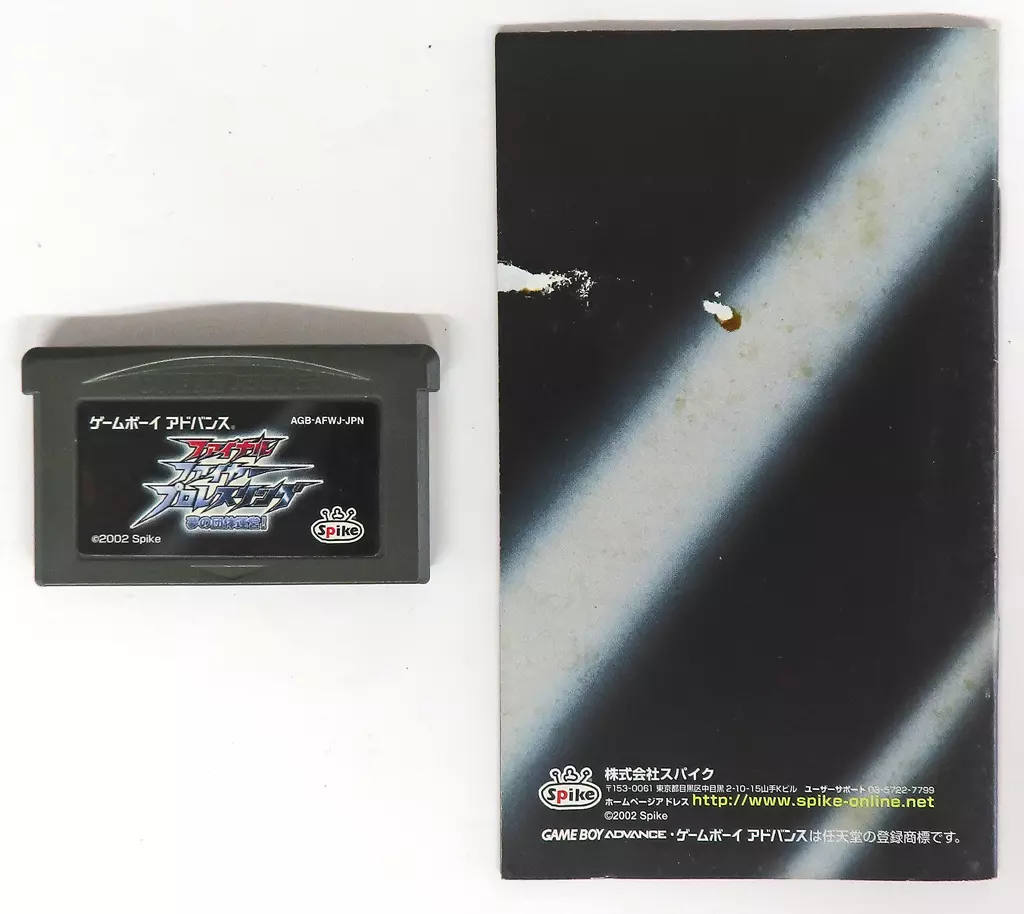 ゲームボーイ アドバンス®
AGB-AFWJ-JPN
ファイナル
ファイヤー
プロレスリング
夢の団体運営!
©2002 Spike
Spike
Spike
株式会社スパイク
〒153-0061 東京都目黒区中目黒 2-10-15山手Kビル ユーザーサポート 03-5722-7799
ホームページアドレス http://www.spike-online.net
©2002 Spike
GAME BOY ADVANCE・ゲームボーイ アドバンスは任天堂の登録商標です。